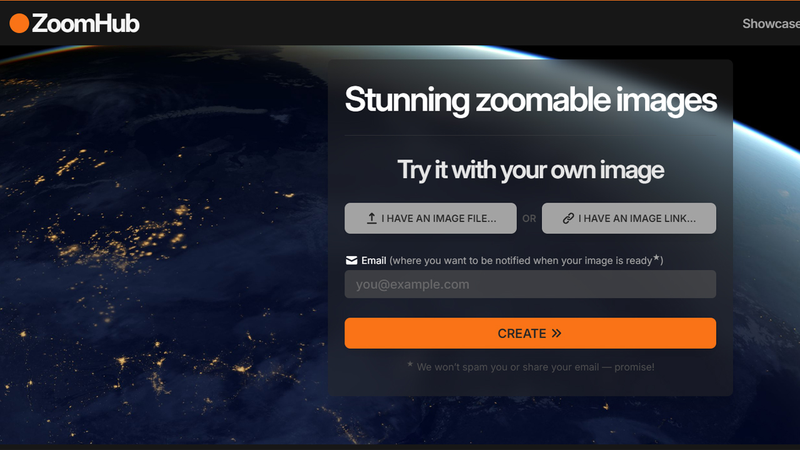 ZoomHub
Showcase
Stunning zoomable images
Try it with your own image
I HAVE AN IMAGE FILE...
OR
I HAVE AN IMAGE LINK...
Email (where you want to be notified when your image is ready*)
you@example.com
CREATE »
* We won't spam you or share your email — promise!